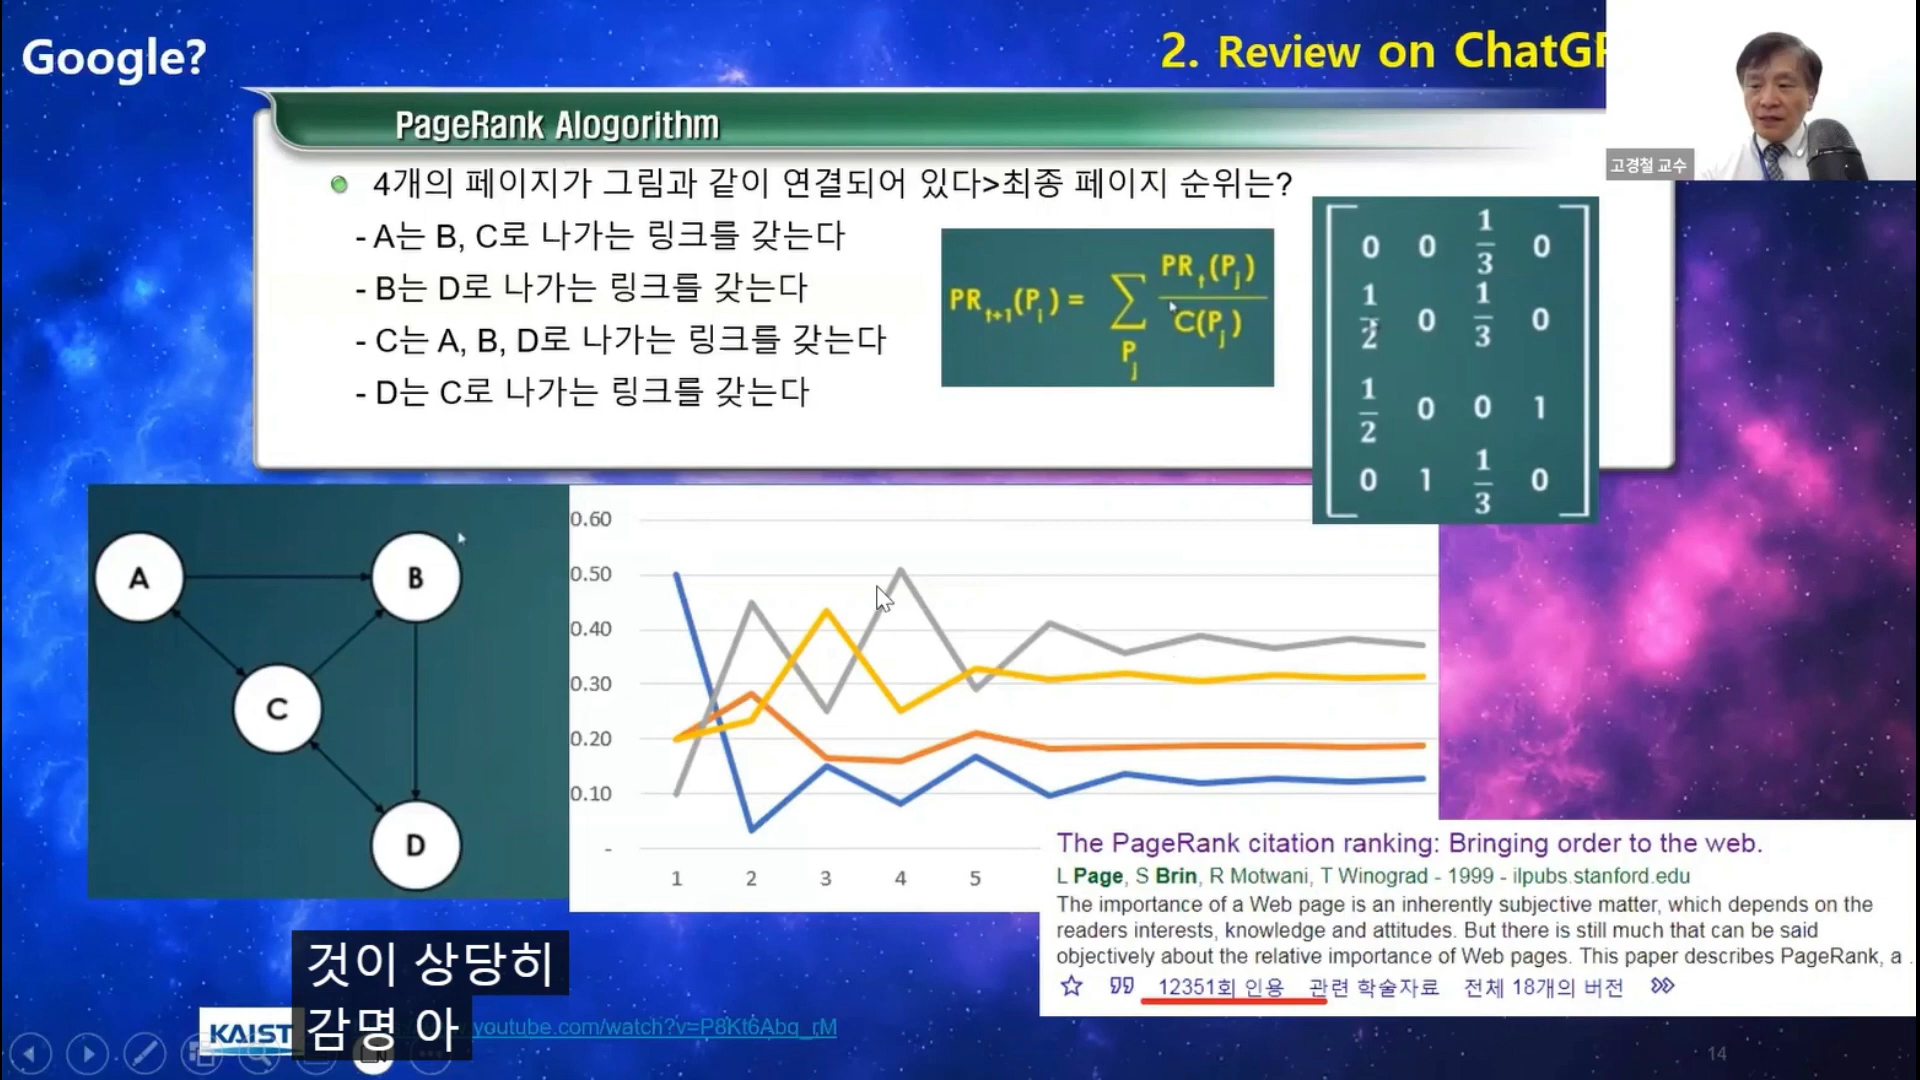 Google?
2. Review on ChatGP
고경철 교수
PageRank Alogorithm
4개의 페이지가 그림과 같이 연결되어 있다>최종 페이지 순위는?
- A는 B, C로 나가는 링크를 갖는다
- B는 D로 나가는 링크를 갖는다
- C는 A, B, D로 나가는 링크를 갖는다
- D는 C로 나가는 링크를 갖는다
PR t+1 (P i ) = ∑ P j PR t (P j ) / C(P j )
0 0 1/3 0
1/2 0 1/3 0
1/2 0 0 1
0 1 1/3 0
A
B
C
D
0.60
0.50
0.40
0.30
0.20
0.10
-
1 2 3 4 5
The PageRank citation ranking: Bringing order to the web.
L Page, S Brin, R Motwani, T Winograd - 1999 - ilpubs.stanford.edu
The importance of a Web page is an inherently subjective matter, which depends on the
readers interests, knowledge and attitudes. But there is still much that can be said
objectively about the relative importance of Web pages. This paper describes PageRank, a .
12351회 인용 관련 학술자료 전체 18개의 버전
것이 상당히
감명 아
KAIST
youtube.com/watch?v=P8Kt6Abq_rM
14